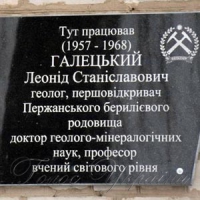 Тут працював
(1957 - 1968)
ГАЛЕЦЬКИЙ
Леонід Станіславович
геолог, першовідкривач
Пержанського берилієвого
родовища
доктор геолого-мінералогічних
наук, професор
вчений світового рівня